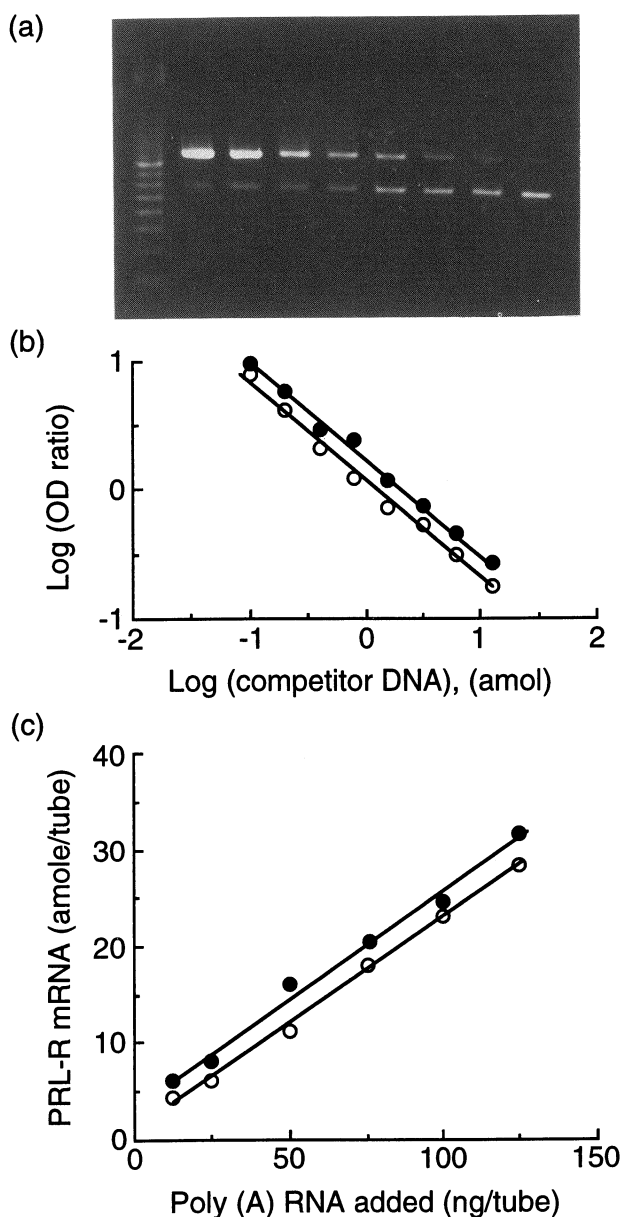 (a)
(b)
1
0
-1
Log (OD ratio)
-2
-1
0
1
2
Log (competitor DNA), (amol)
(c)
40
30
20
10
0
PRL-R mRNA (amole/tube)
0
50
100
150
Poly (A) RNA added (ng/tube)